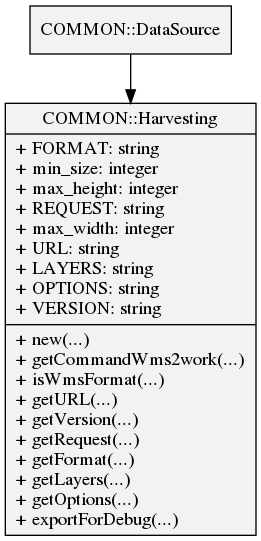 COMMON::DataSource
COMMON::Harvesting
+ FORMAT: string
+ min_size: integer
+ max_height: integer
+ REQUEST: string
+ max_width: integer
+ URL: string
+ LAYERS: string
+ OPTIONS: string
+ VERSION: string
+ new(...)
+ getCommandWms2work(...)
+ isWmsFormat(...)
+ getURL(...)
+ getVersion(...)
+ getRequest(...)
+ getFormat(...)
+ getLayers(...)
+ getOptions(...)
+ exportForDebug(...)